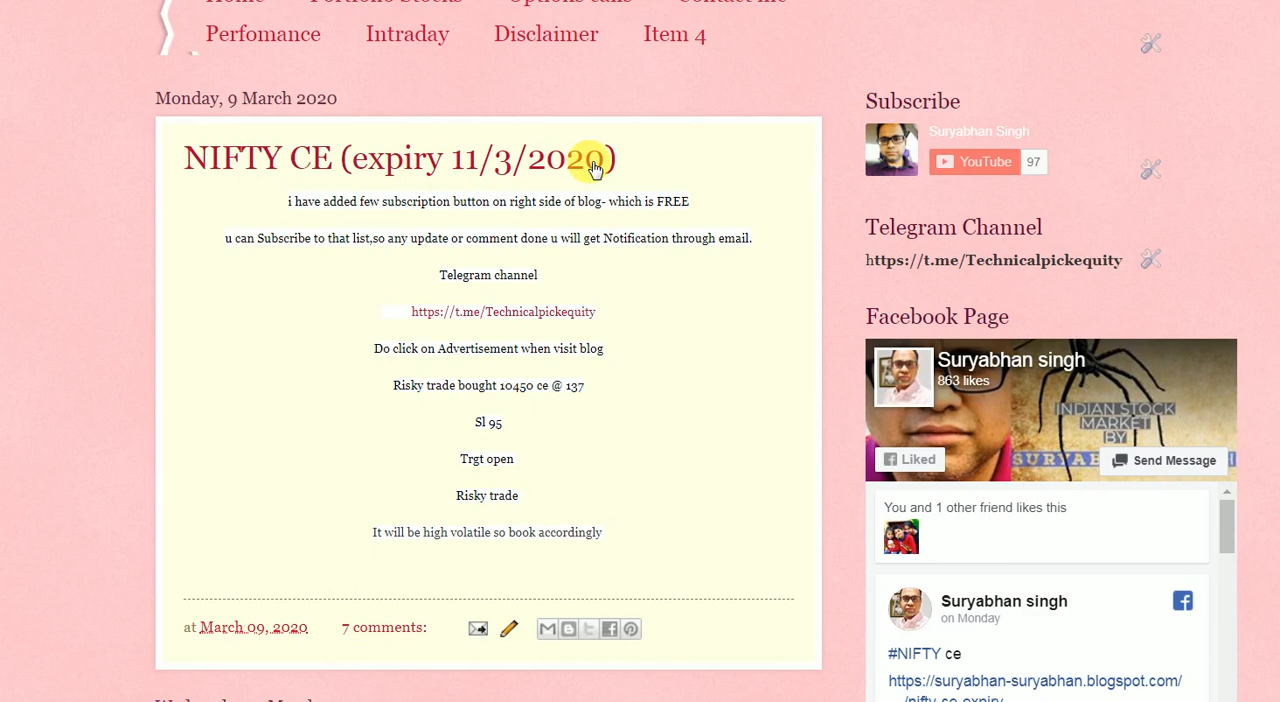 Perfomance Intraday Disclaimer Item 4
Monday, 9 March 2020
NIFTY CE (expiry 11/3/2020)
i have added few subscription button on right side of blog- which is FREE
u can Subscribe to that list,so any update or comment done u will get Notification through email.
Telegram channel
https://t.me/Technicalpickequity
Do click on Advertisement when visit blog
Risky trade bought 10450 ce @ 137
Sl 95
Trgt open
Risky trade
It will be high volatile so book accordingly
at March 09, 2020 7 comments:
Subscribe
Suryabhan Singh
YouTube 97
Telegram Channel
https://t.me/Technicalpickequity
Facebook Page
Suryabhan singh
863 likes
INDIAN STOCK
MARKET
BY
Liked
Send Message
You and 1 other friend likes this
Suryabhan singh
on Monday
#NIFTY ce
https://suryabhan-suryabhan.blogspot.com/